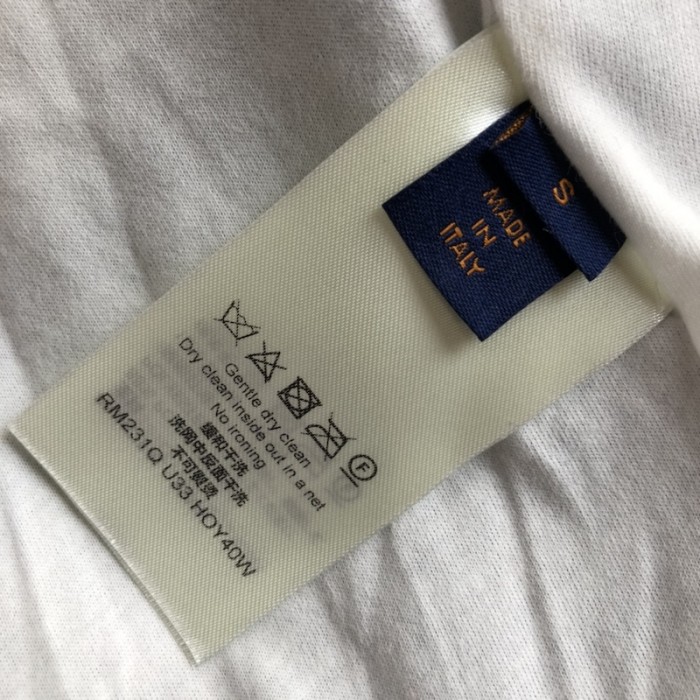 MADE
IN
ITALY
S
F
Gentle dry clean
Dry clean inside out in a net
No ironing
缓和干洗
洗网中反面干洗
不可熨烫
RM231Q U33 HOY40W